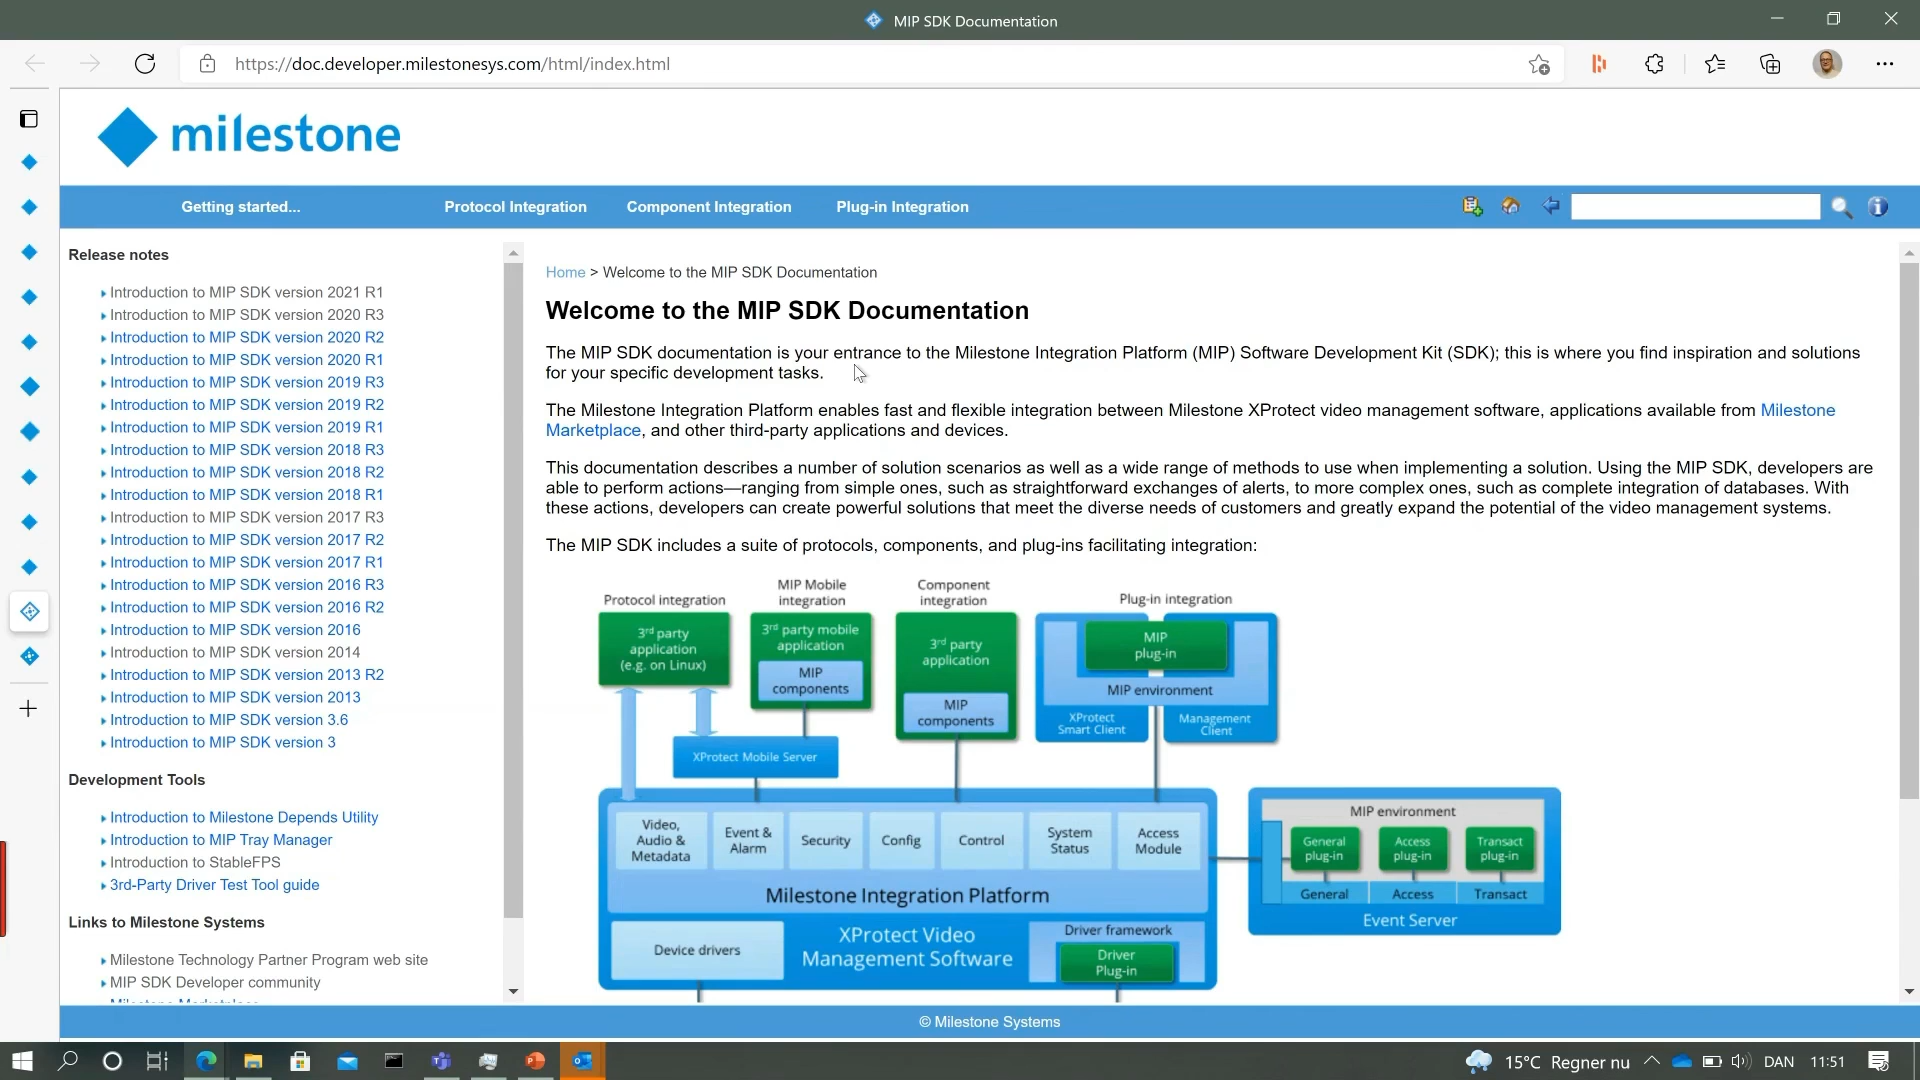 MIP SDK Documentation
https://doc.developer.milestonesys.com/html/index.html
milestone
Getting started...
Protocol Integration
Component Integration
Plug-in Integration
Release notes
Introduction to MIP SDK version 2021 R1
Introduction to MIP SDK version 2020 R3
Introduction to MIP SDK version 2020 R2
Introduction to MIP SDK version 2020 R1
Introduction to MIP SDK version 2019 R3
Introduction to MIP SDK version 2019 R2
Introduction to MIP SDK version 2019 R1
Introduction to MIP SDK version 2018 R3
Introduction to MIP SDK version 2018 R2
Introduction to MIP SDK version 2018 R1
Introduction to MIP SDK version 2017 R3
Introduction to MIP SDK version 2017 R2
Introduction to MIP SDK version 2017 R1
Introduction to MIP SDK version 2016 R3
Introduction to MIP SDK version 2016 R2
Introduction to MIP SDK version 2016
Introduction to MIP SDK version 2014
Introduction to MIP SDK version 2013 R2
Introduction to MIP SDK version 2013
Introduction to MIP SDK version 3.6
Introduction to MIP SDK version 3
Development Tools
Introduction to Milestone Depends Utility
Introduction to MIP Tray Manager
Introduction to StableFPS
3rd-Party Driver Test Tool guide
Links to Milestone Systems
Milestone Technology Partner Program web site
MIP SDK Developer community
Home > Welcome to the MIP SDK Documentation
Welcome to the MIP SDK Documentation
The MIP SDK documentation is your entrance to the Milestone Integration Platform (MIP) Software Development Kit (SDK); this is where you find inspiration and solutions
for your specific development tasks.
The Milestone Integration Platform enables fast and flexible integration between Milestone XProtect video management software, applications available from Milestone
Marketplace, and other third-party applications and devices.
This documentation describes a number of solution scenarios as well as a wide range of methods to use when implementing a solution. Using the MIP SDK, developers are
able to perform actions—ranging from simple ones, such as straightforward exchanges of alerts, to more complex ones, such as complete integration of databases. With
these actions, developers can create powerful solutions that meet the diverse needs of customers and greatly expand the potential of the video management systems.
The MIP SDK includes a suite of protocols, components, and plug-ins facilitating integration:
Protocol integration
3rd party
application
(e.g. on Linux)
MIP Mobile
integration
3rd party mobile
application
MIP
components
Component
integration
3rd party
application
MIP
components
Plug-in integration
MIP
plug-in
MIP environment
XProtect
Smart Client
Management
Client
XProtect Mobile Server
Video,
Audio &
Metadata
Event &
Alarm
Security
Config
Control
System
Status
Access
Module
Milestone Integration Platform
Device drivers
XProtect Video
Management Software
Driver framework
Driver
Plug-in
MIP environment
General
plug-in
Access
plug-in
Transact
plug-in
General
Access
Transact
Event Server
© Milestone Systems
15°C Regner nu
DAN
11:51